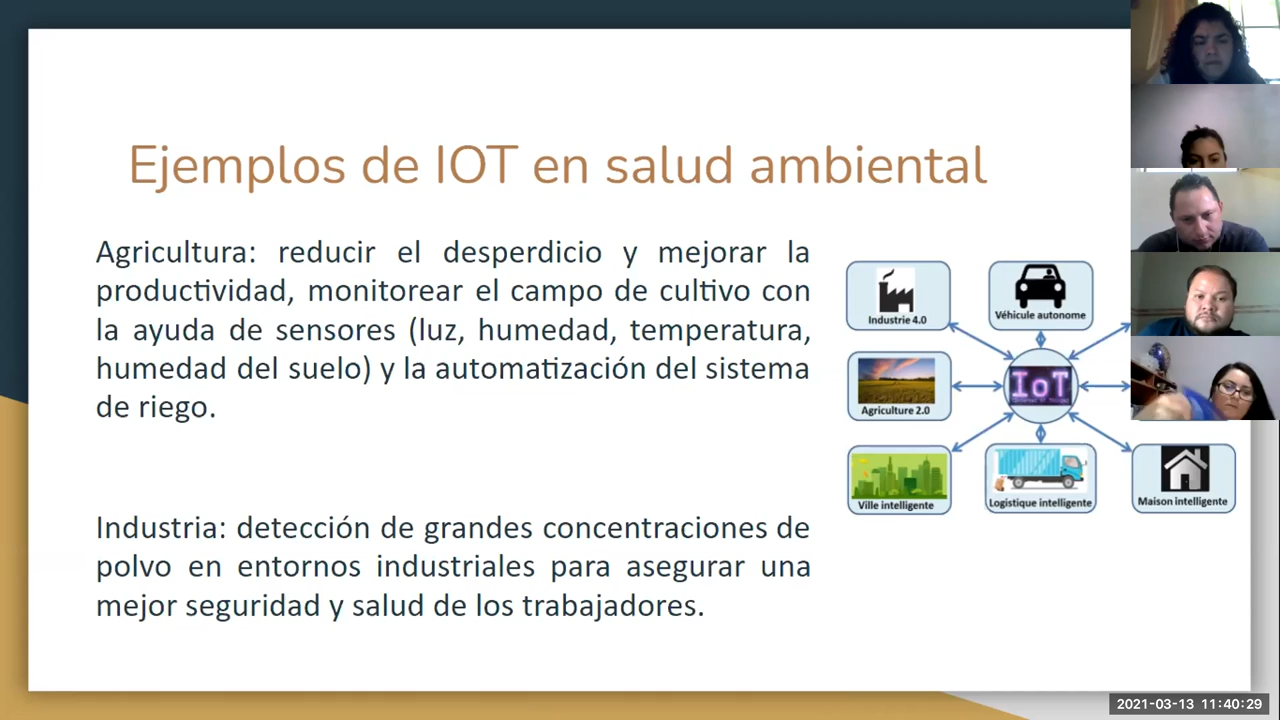 Ejemplos de IOT en salud ambiental
Agricultura: reducir el desperdicio y mejorar la
productividad, monitorear el campo de cultivo con
la ayuda de sensores (luz, humedad, temperatura,
humedad del suelo) y la automatización del sistema
de riego.
Industria: detección de grandes concentraciones de
polvo en entornos industriales para asegurar una
mejor seguridad y salud de los trabajadores.
Industrie 4.0
Véhicule autonome
Agriculture 2.0
IoT
Ville intelligente
Logistique intelligente
Maison intelligente
2021-03-13 11:40:29